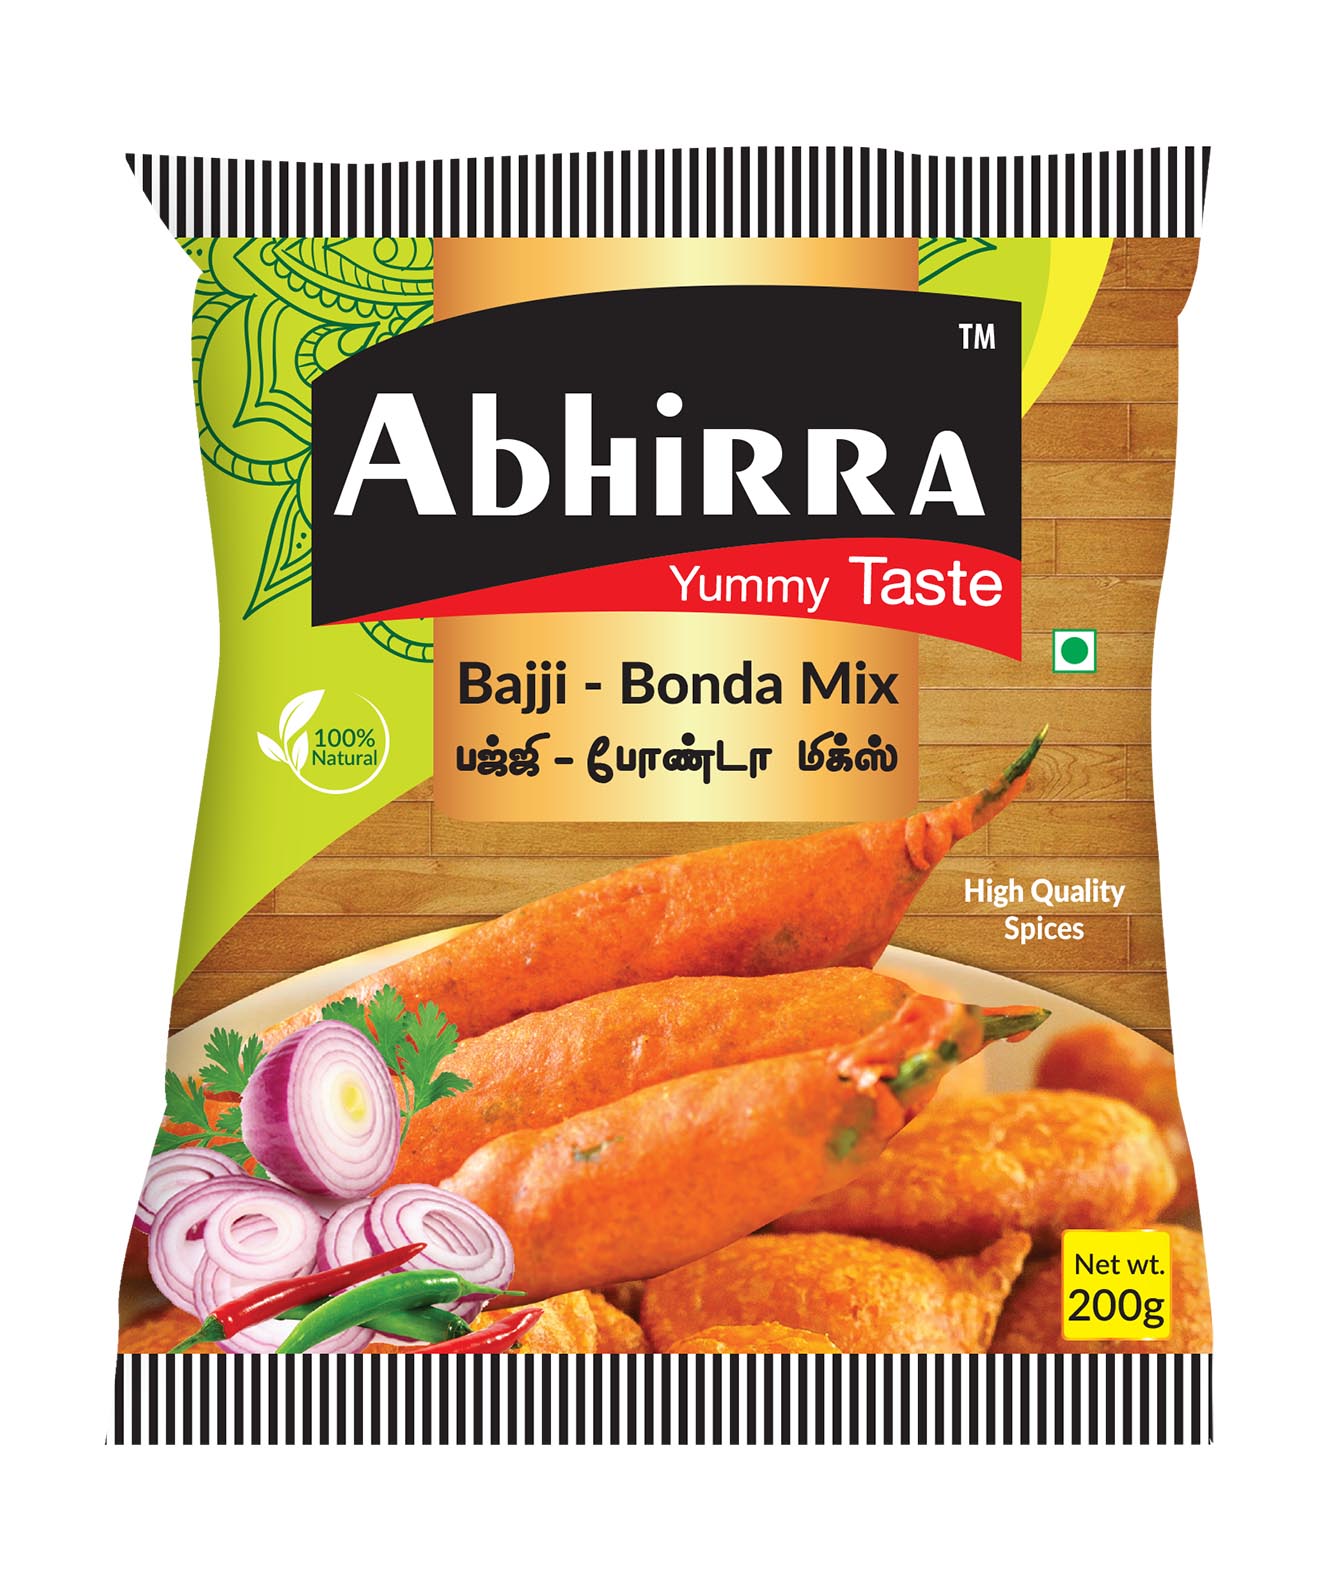 TM
AbhiRRA
Yummy Taste
Bajji - Bonda Mix
பஜ்ஜி - போண்டா மிக்ஸ்
100%
Natural
High Quality
Spices
Net wt.
200g